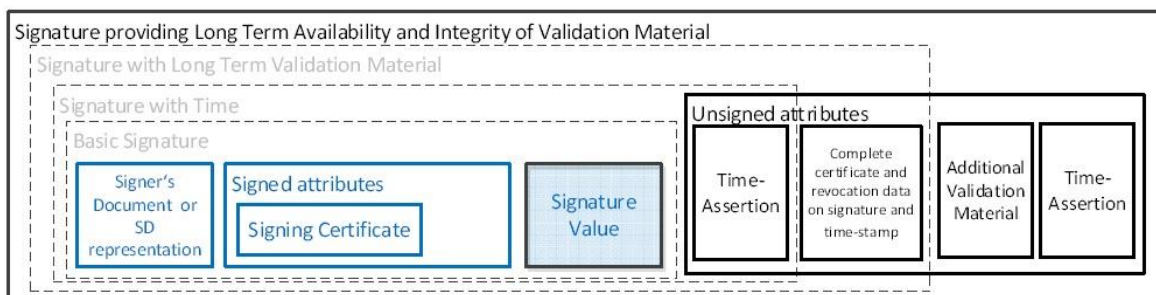 Signature providing Long Term Availability and Integrity of Validation Material
Signature with Long Term Validation Material
Signature with Time
Basic Signature
Signer's
Document or
SD
representation
Signed attributes
Signing Certificate
Signature
Value
Unsigned attributes
Time-
Assertion
Complete
certificate and
revocation data
on signature and
time-stamp
Additional
Validation
Material
Time-
Assertion